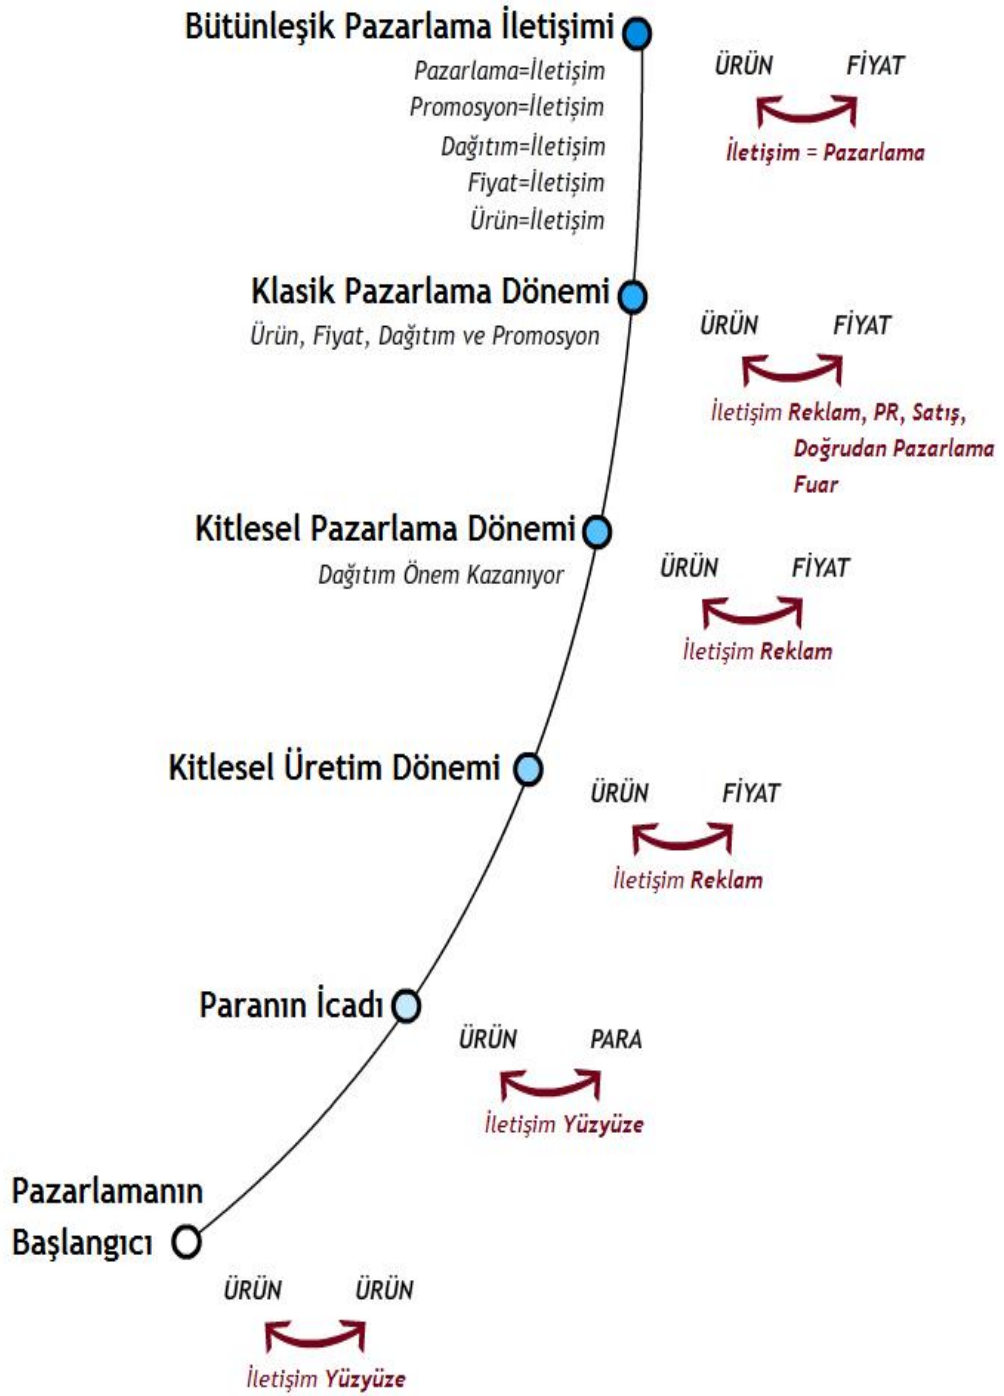 Bütünleşik Pazarlama İletişimi
Pazarlama=İletişim
Promosyon=İletişim
Dağıtım=İletişim
Fiyat=İletişim
Ürün=İletişim
ÜRÜN FİYAT
İletişim = Pazarlama
Klasik Pazarlama Dönemi
Ürün, Fiyat, Dağıtım ve Promosyon
ÜRÜN FİYAT
İletişim Reklam, PR, Satış,
Doğrudan Pazarlama
Fuar
Kitlesel Pazarlama Dönemi
Dağıtım Önem Kazanıyor
ÜRÜN FİYAT
İletişim Reklam
Kitlesel Üretim Dönemi
ÜRÜN FİYAT
İletişim Reklam
Paranın İcadı
ÜRÜN PARA
İletişim Yüzyüze
Pazarlamanın
Başlangıcı
ÜRÜN ÜRÜN
İletişim Yüzyüze